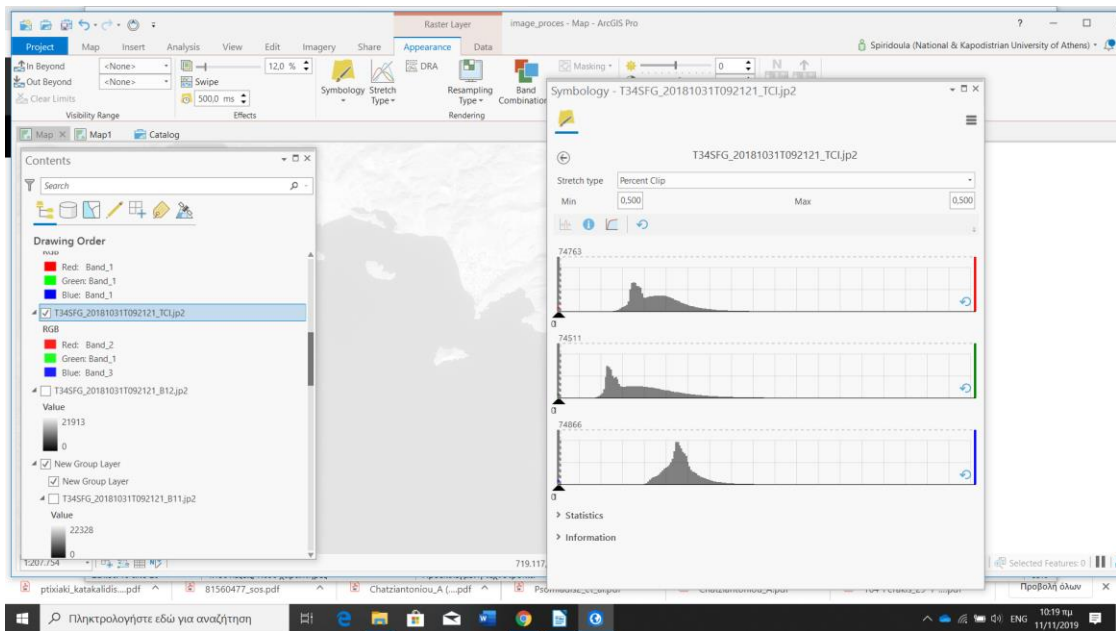 Raster Layer
image_proces - Map - ArcGIS Pro
?
Project Map Insert Analysis View Edit Imagery Share Appearance Data
Spiridoula (National & Kapodistrian University of Athens)
In Beyond <None>
Out Beyond <None>
Clear Limits
Visibility Range
12,0 %
Swipe
500,0 ms
Effects
Symbology
Stretch Type
DRA
Resampling Type
Band Combination
Rendering
Masking
0
N
Map
Map1
Catalog
Contents
Search
Drawing Order
Red: Band_1
Green: Band_1
Blue: Band_1
T34SFG_20181031T092121_TCI.jp2
RGB
Red: Band_2
Green: Band_1
Blue: Band_3
T34SFG_20181031T092121_B12.jp2
Value
21913
0
New Group Layer
New Group Layer
T34SFG_20181031T092121_B11.jp2
Value
22328
0
1:207.754
719.117,
Symbology - T34SFG_20181031T092121_TCI.jp2
T34SFG_20181031T092121_TCI.jp2
Stretch type Percent Clip
Min 0,500 Max 0,500
74763
0
74511
0
74866
0
Statistics
Information
Selected Features: 0
ptixiaki_katakalidis....pdf
81560477_sos.pdf
Chatziantoniou_A (....pdf
Προβολή όλων
Πληκτρολογήστε εδώ για αναζήτηση
ENG
10:19 πμ
11/11/2019